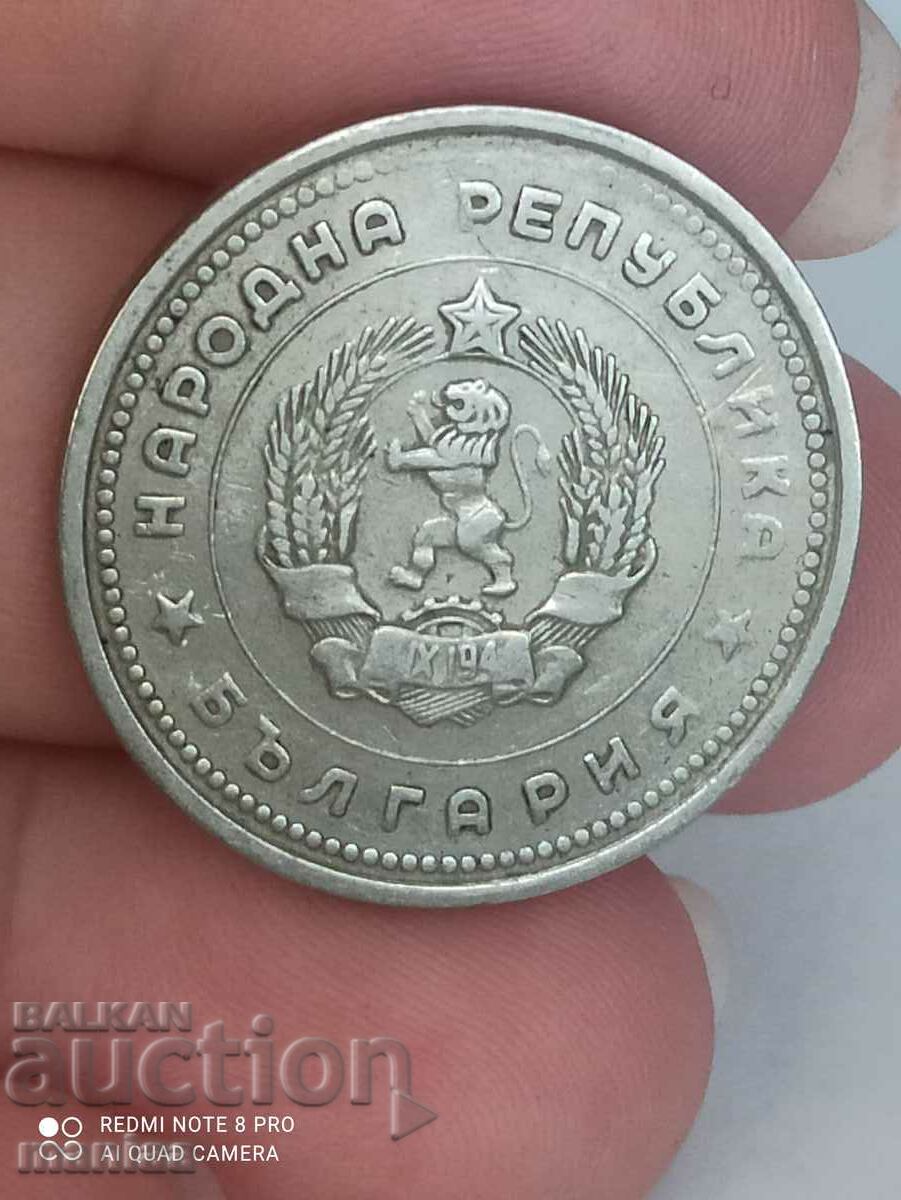 НАРОДНА РЕПУБЛИКА
БЪЛГАРИЯ
IX 194
BALKAN
auction
REDMI NOTE 8 PRO
AI QUAD CAMERA